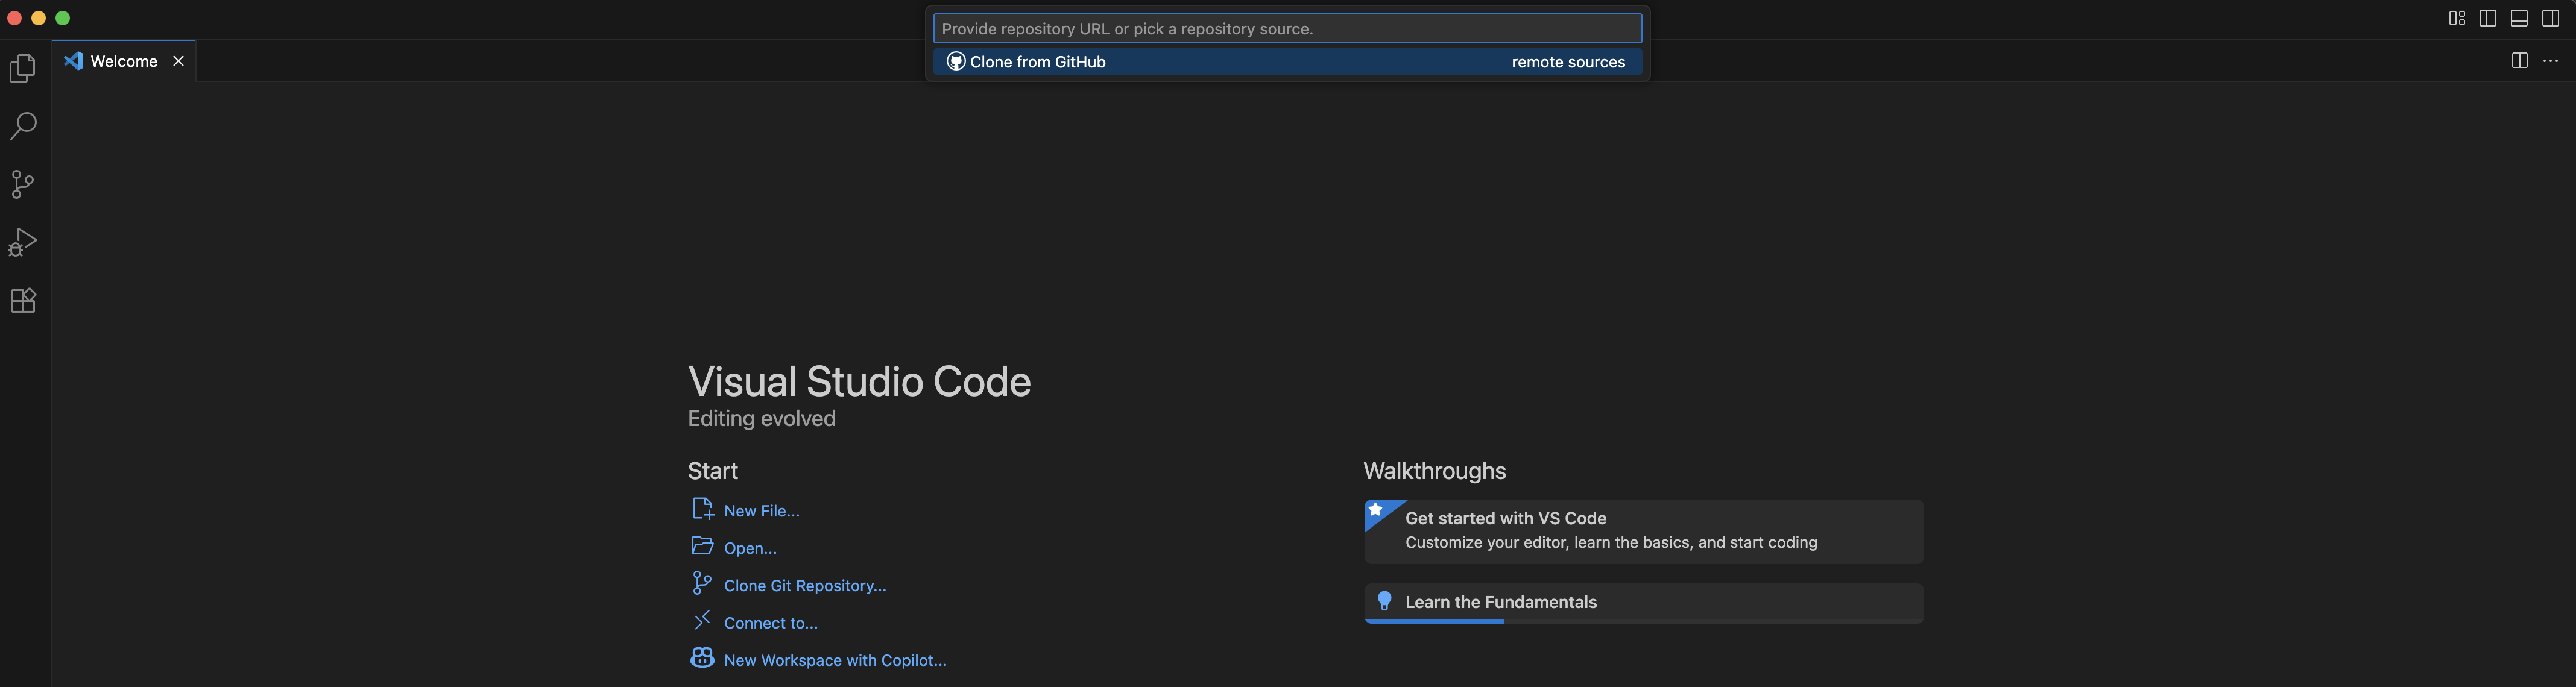 Provide repository URL or pick a repository source.
Clone from GitHub remote sources
Welcome
Visual Studio Code
Editing evolved
Start
New File...
Open...
Clone Git Repository...
Connect to...
New Workspace with Copilot...
Walkthroughs
Get started with VS Code
Customize your editor, learn the basics, and start coding
Learn the Fundamentals